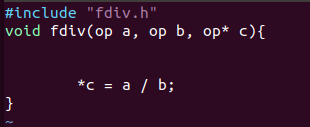 #include "fdiv.h"
void fdiv(op a, op b, op* c){
*c = a / b;
}
~